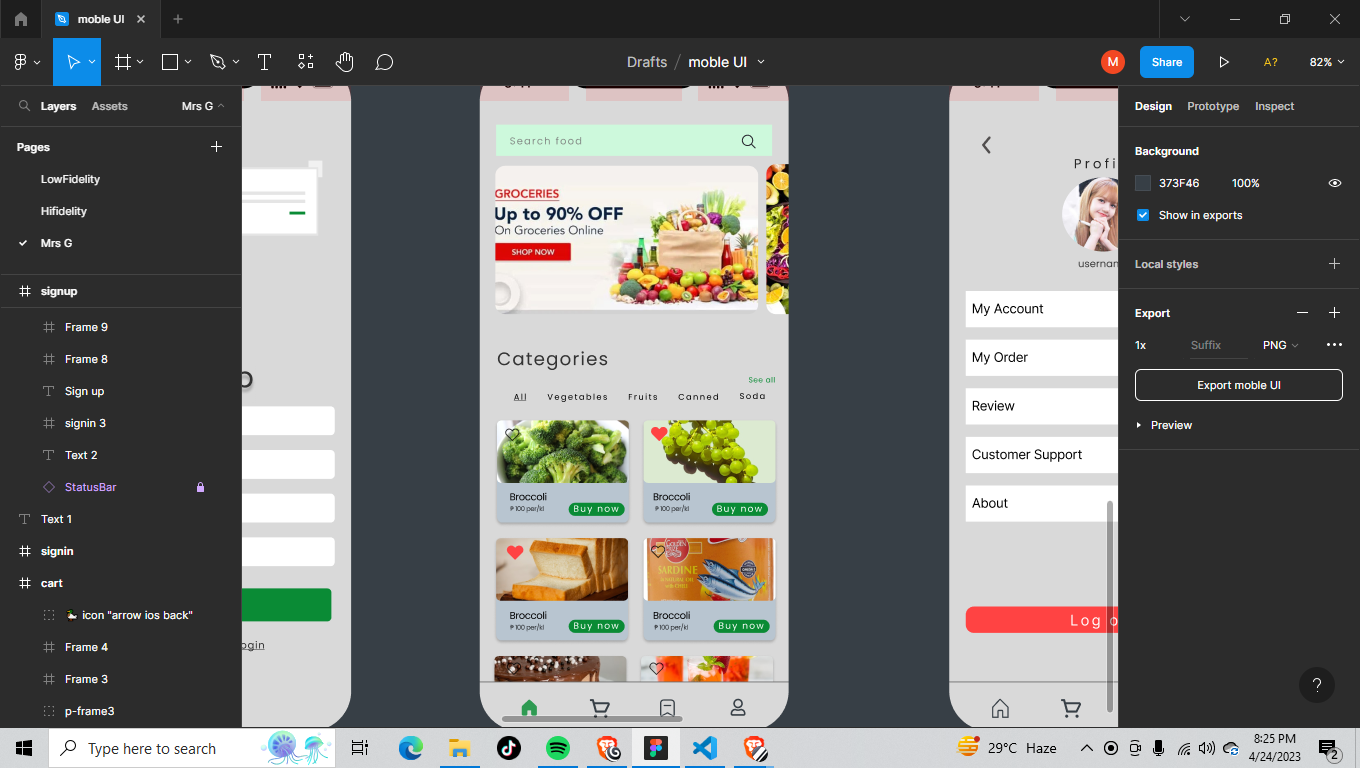 moble UI
Drafts / moble UI
M
Share
A?
82%
Layers
Assets
Mrs G
Pages
LowFidelity
Hifidelity
Mrs G
signup
Frame 9
Frame 8
Sign up
signin 3
Text 2
StatusBar
Text 1
signin
cart
icon "arrow ios back"
Frame 4
Frame 3
p-frame3
p
ogin
Search food
GROCERIES
Up to 90% OFF
On Groceries Online
SHOP NOW
Categories
See all
All Vegetables Fruits Canned Soda
Broccoli
₱ 100 per/kl
Buy now
Broccoli
₱ 100 per/kl
Buy now
GOLDEN
SARDINE
Broccoli
₱ 100 per/kl
Buy now
Broccoli
₱ 100 per/kl
Buy now
Profi
usernam
My Account
My Order
Review
Customer Support
About
Log o
Design
Prototype
Inspect
Background
373F46
100%
Show in exports
Local styles
Export
1x
Suffix
PNG
Export moble UI
Preview
?
Type here to search
29°C Haze
8:25 PM
4/24/2023
2